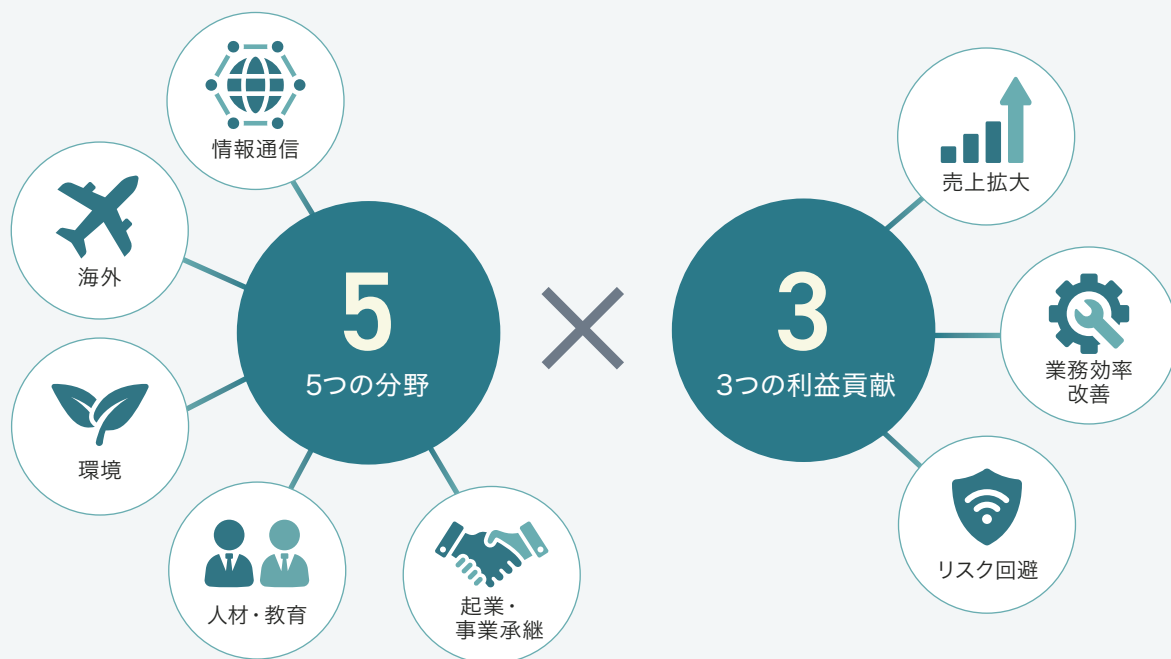 情報通信
海外
環境
人材・教育
起業・
事業承継
5
5つの分野
×
3
3つの利益貢献
売上拡大
業務効率
改善
リスク回避